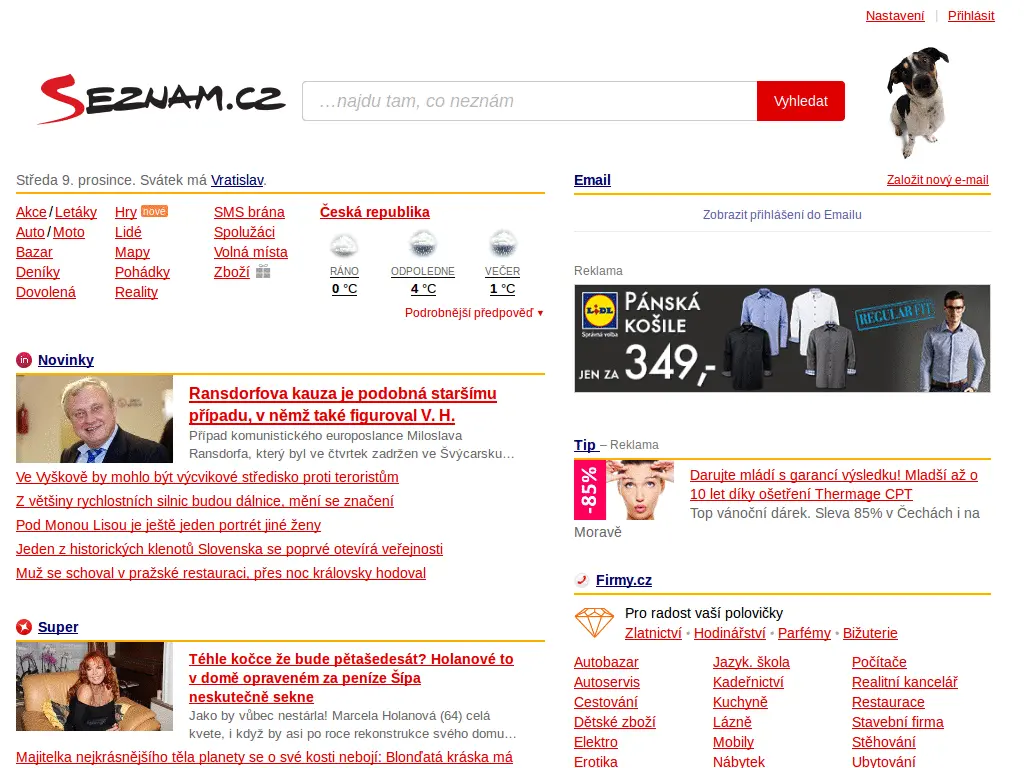 Nastavení | Přihlásit
SEZNAM.CZ
…najdu tam, co neznám
Vyhledat
Středa 9. prosince. Svátek má Vratislav.
Akce / Letáky
Auto / Moto
Bazar
Deníky
Dovolená
Hry nové
Lidé
Mapy
Pohádky
Reality
SMS brána
Spolužáci
Volná místa
Zboží
Česká republika
RÁNO ODPOLEDNE VEČER
0 °C 4 °C 1 °C
Podrobnější předpověď ▼
Novinky
Ransdorfova kauza je podobná staršímu
případu, v němž také figuroval V. H.
Případ komunistického europoslance Miloslava
Ransdorfa, který byl ve čtvrtek zadržen ve Švýcarsku…
Ve Vyškově by mohlo být výcvikové středisko proti teroristům
Z většiny rychlostních silnic budou dálnice, mění se značení
Pod Monou Lisou je ještě jeden portrét jiné ženy
Jeden z historických klenotů Slovenska se poprvé otevírá veřejnosti
Muž se schoval v pražské restauraci, přes noc královsky hodoval
Super
Téhle kočce že bude pětašedesát? Holanové to
v domě opraveném za peníze Šípa
neskutečně sekne
Jako by vůbec nestárla! Marcela Holanová (64) celá
kvete, i když by asi po roce rekonstrukce svého domu…
Majitelka nejkrásnějšího těla planety se o své kosti nebojí: Blonďatá kráska má
Email
Založit nový e-mail
Zobrazit přihlášení do Emailu
Reklama
LIDL
Správná volba
PÁNSKÁ
KOŠILE
JEN ZA 349,-
REGULAR FIT
Tip – Reklama
-85%
Darujte mládí s garancí výsledku! Mladší až o
10 let díky ošetření Thermage CPT
Top vánoční dárek. Sleva 85% v Čechách i na
Moravě
Firmy.cz
Pro radost vaší polovičky
Zlatnictví • Hodinářství • Parfémy • Bižuterie
Autobazar
Autoservis
Cestování
Dětské zboží
Elektro
Erotika
Jazyk. škola
Kadeřnictví
Kuchyně
Lázně
Mobily
Nábytek
Počítače
Realitní kancelář
Restaurace
Stavební firma
Stěhování
Ubytování